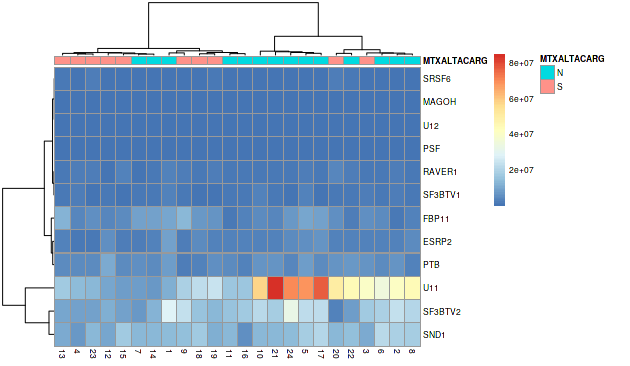 MTXALTACARG
SRSF6
MAGOH
U12
PSF
RAVER1
SF3BTV1
FBP11
ESRP2
PTB
U11
SF3BTV2
SND1
13 4 23 12 15 7 14 1 9 18 19 11 16 10 21 24 5 17 20 22 3 6 2 8
8e+07
6e+07
4e+07
2e+07
MTXALTACARG
N
S